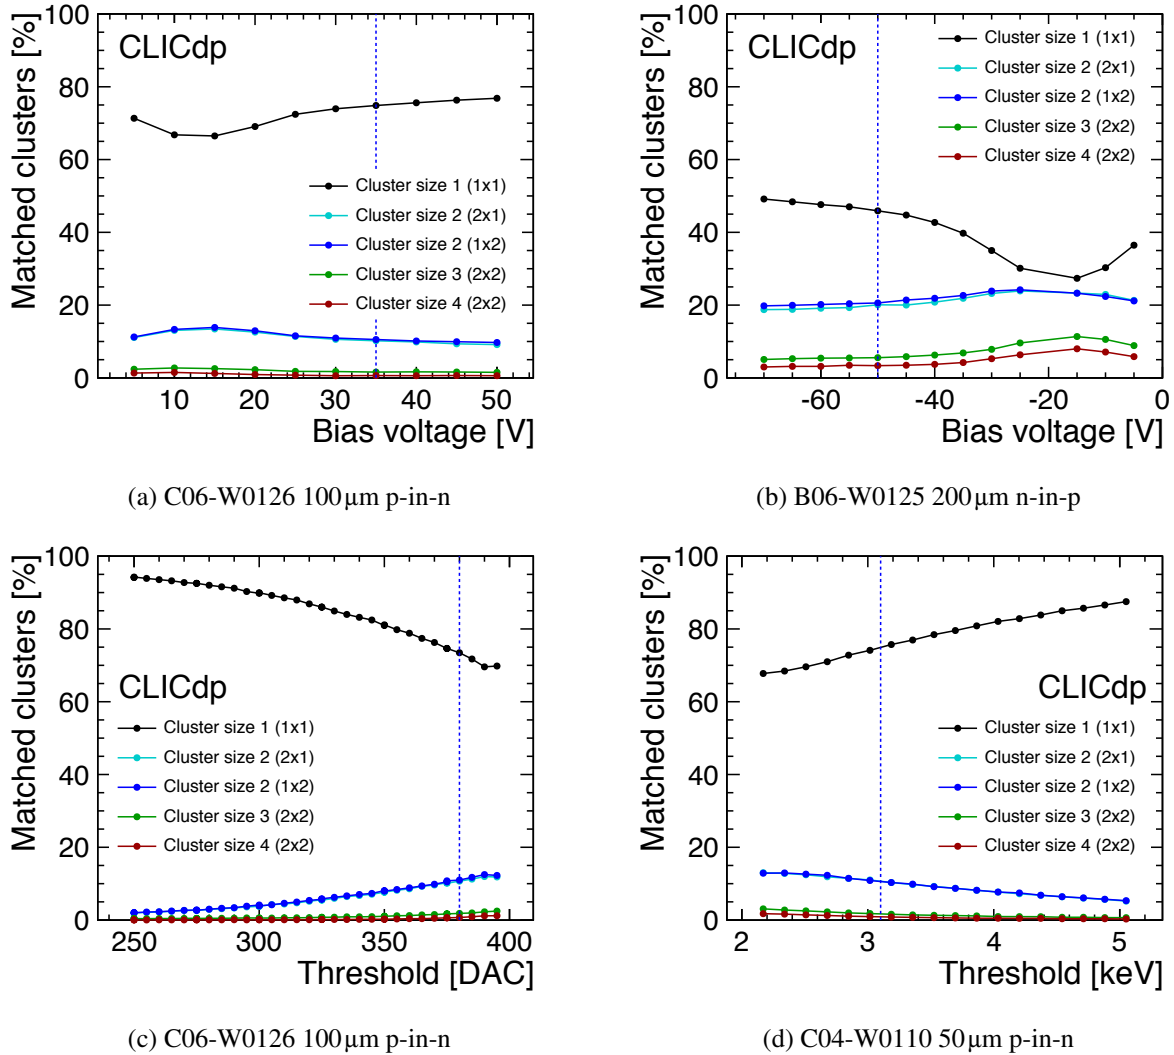 Matched clusters [%]
100
80
60
40
20
0
CLICdp
Cluster size 1 (1x1)
Cluster size 2 (2x1)
Cluster size 2 (1x2)
Cluster size 3 (2x2)
Cluster size 4 (2x2)
10 20 30 40 50
Bias voltage [V]
(a) C06-W0126 100 µm p-in-n
Matched clusters [%]
100
80
60
40
20
0
CLICdp
Cluster size 1 (1x1)
Cluster size 2 (2x1)
Cluster size 2 (1x2)
Cluster size 3 (2x2)
Cluster size 4 (2x2)
-60 -40 -20 0
Bias voltage [V]
(b) B06-W0125 200 µm n-in-p
Matched clusters [%]
100
80
60
40
20
0
CLICdp
Cluster size 1 (1x1)
Cluster size 2 (2x1)
Cluster size 2 (1x2)
Cluster size 3 (2x2)
Cluster size 4 (2x2)
250 300 350 400
Threshold [DAC]
(c) C06-W0126 100 µm p-in-n
Matched clusters [%]
100
80
60
40
20
0
CLICdp
Cluster size 1 (1x1)
Cluster size 2 (2x1)
Cluster size 2 (1x2)
Cluster size 3 (2x2)
Cluster size 4 (2x2)
2 3 4 5
Threshold [keV]
(d) C04-W0110 50 µm p-in-n